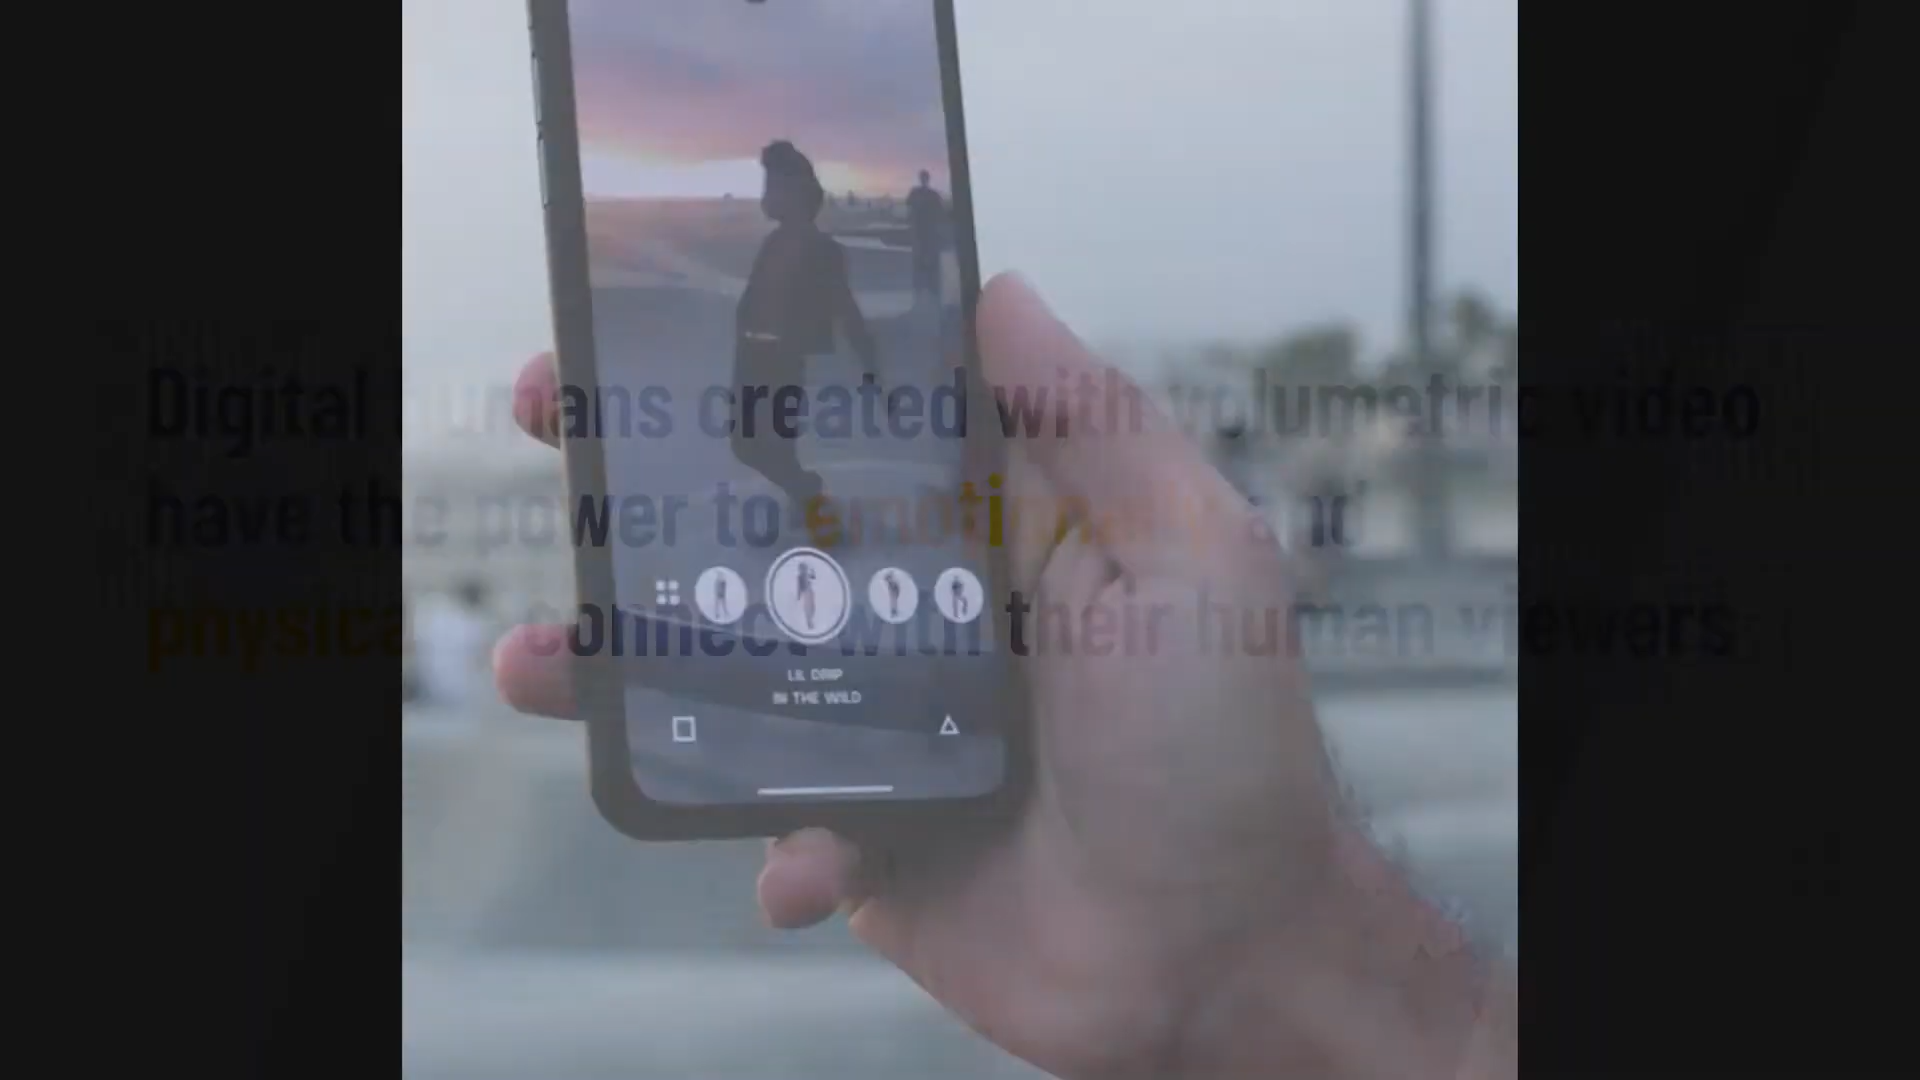 Digital humans created with volumetric video
have the power to emotionally and
physically connect with their human viewers
LIL DRIP
IN THE WILD